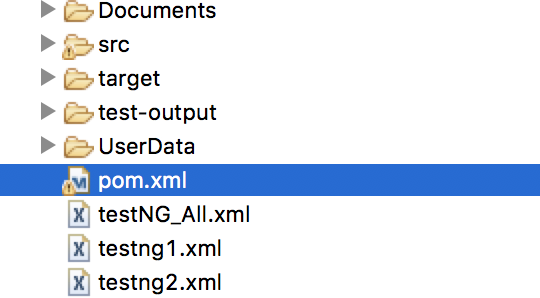 Documents
src
target
test-output
UserData
pom.xml
testNG_All.xml
testng1.xml
testng2.xml